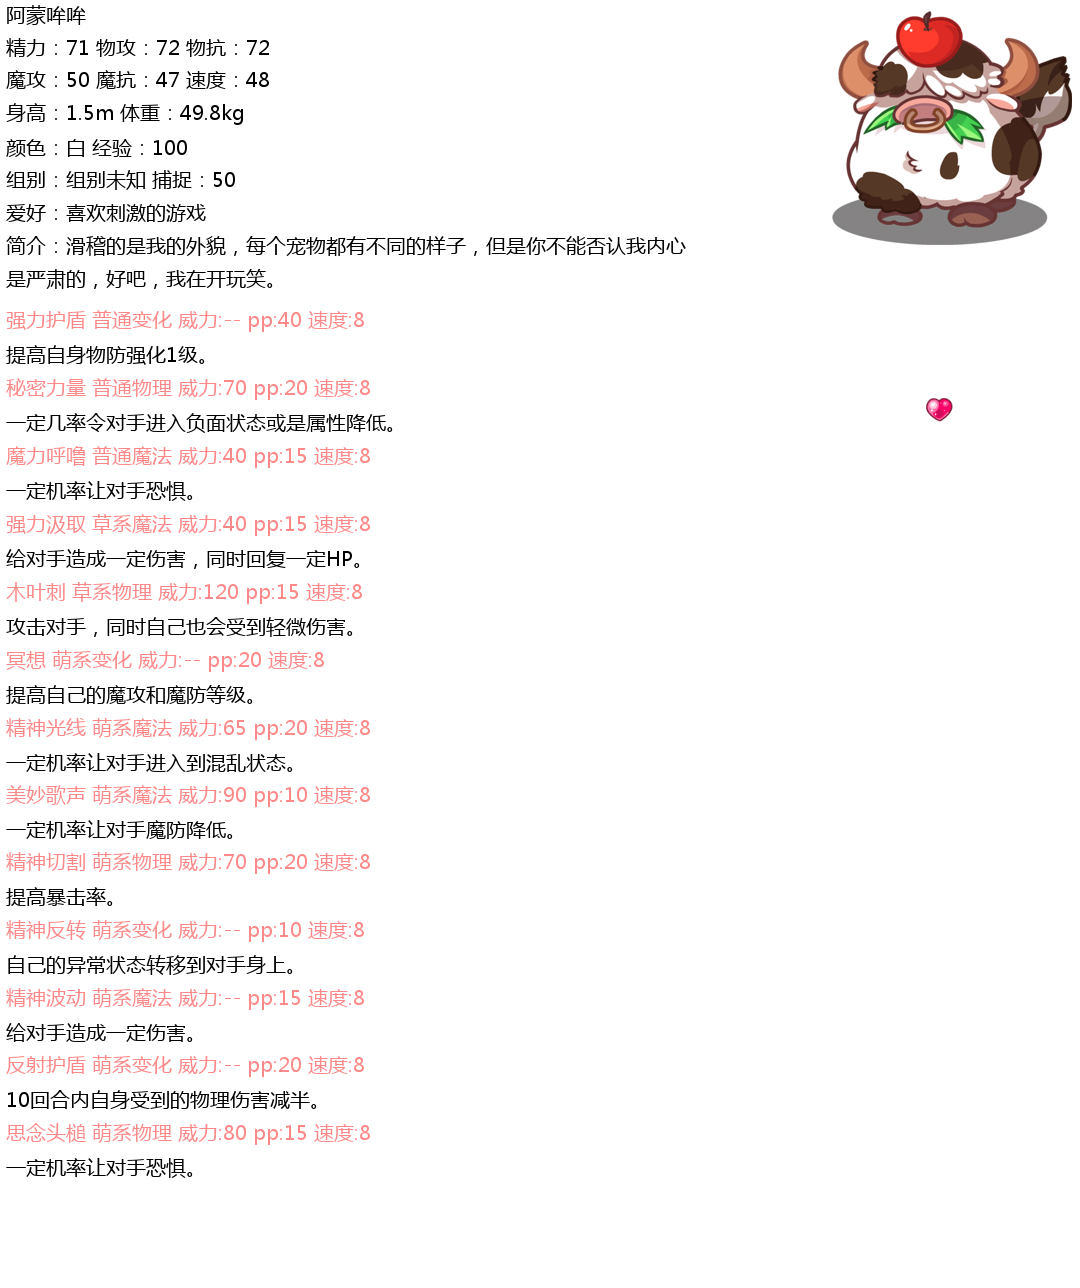 阿蒙哞哞
精力：71 物攻：72 物抗：72
魔攻：50 魔抗：47 速度：48
身高：1.5m 体重：49.8kg
颜色：白 经验：100
组别：组别未知 捕捉：50
爱好：喜欢刺激的游戏
简介：滑稽的是我的外貌，每个宠物都有不同的样子，但是你不能否认我内心
是严肃的，好吧，我在开玩笑。
强力护盾 普通变化 威力:-- pp:40 速度:8
提高自身物防强化1级。
秘密力量 普通物理 威力:70 pp:20 速度:8
一定几率令对手进入负面状态或是属性降低。
魔力呼噜 普通魔法 威力:40 pp:15 速度:8
一定机率让对手恐惧。
强力汲取 草系魔法 威力:40 pp:15 速度:8
给对手造成一定伤害，同时回复一定HP。
木叶刺 草系物理 威力:120 pp:15 速度:8
攻击对手，同时自己也会受到轻微伤害。
冥想 萌系变化 威力:-- pp:20 速度:8
提高自己的魔攻和魔防等级。
精神光线 萌系魔法 威力:65 pp:20 速度:8
一定机率让对手进入到混乱状态。
美妙歌声 萌系魔法 威力:90 pp:10 速度:8
一定机率让对手魔防降低。
精神切割 萌系物理 威力:70 pp:20 速度:8
提高暴击率。
精神反转 萌系变化 威力:-- pp:10 速度:8
自己的异常状态转移到对手身上。
精神波动 萌系魔法 威力:-- pp:15 速度:8
给对手造成一定伤害。
反射护盾 萌系变化 威力:-- pp:20 速度:8
10回合内自身受到的物理伤害减半。
思念头槌 萌系物理 威力:80 pp:15 速度:8
一定机率让对手恐惧。